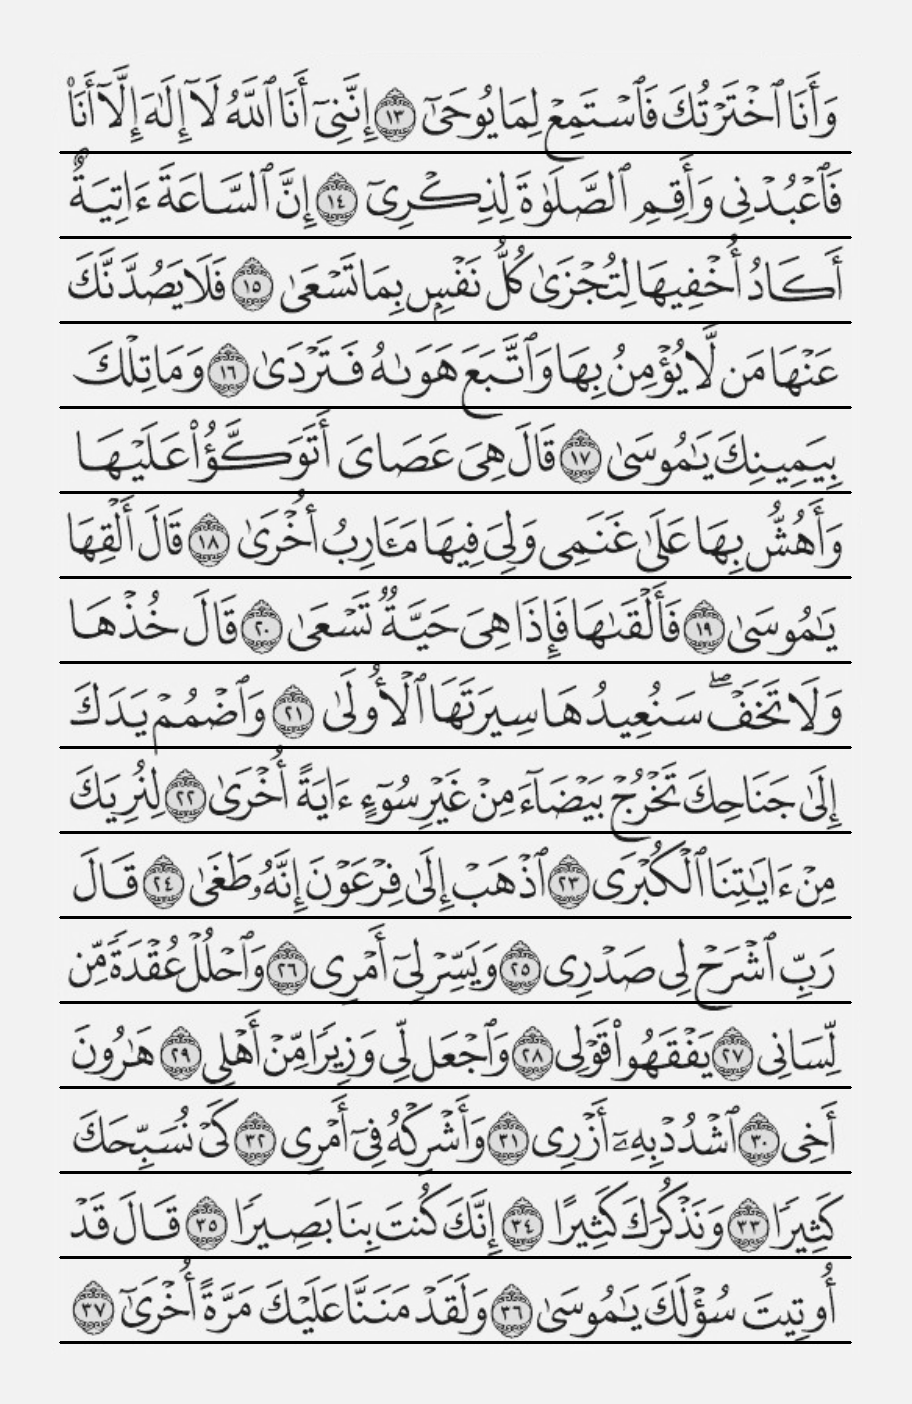 وَأَنَا ٱخْتَرْتُكَ فَٱسْتَمِعْ لِمَا يُوحَىٰٓ ١٣ إِنَّنِىٓ أَنَا ٱللَّهُ لَآ إِلَٰهَ إِلَّآ أَنَا۠
فَٱعْبُدْنِى وَأَقِمِ ٱلصَّلَوٰةَ لِذِكْرِىٓ ١٤ إِنَّ ٱلسَّاعَةَ ءَاتِيَةٌ
أَكَادُ أُخْفِيهَا لِتُجْزَىٰ كُلُّ نَفْسٍۭ بِمَا تَسْعَىٰ ١٥ فَلَا يَصُدَّنَّكَ
عَنْهَا مَن لَّا يُؤْمِنُ بِهَا وَٱتَّبَعَ هَوَىٰهُ فَتَرْدَىٰ ١٦ وَمَا تِلْكَ
بِيَمِينِكَ يَٰمُوسَىٰ ١٧ قَالَ هِىَ عَصَاىَ أَتَوَكَّؤُا۟ عَلَيْهَا
وَأَهُشُّ بِهَا عَلَىٰ غَنَمِى وَلِىَ فِيهَا مَـَٔارِبُ أُخْرَىٰ ١٨ قَالَ أَلْقِهَا
يَٰمُوسَىٰ ١٩ فَأَلْقَىٰهَا فَإِذَا هِىَ حَيَّةٌ تَسْعَىٰ ٢٠ قَالَ خُذْهَا
وَلَا تَخَفْ ۖ سَنُعِيدُهَا سِيرَتَهَا ٱلْأُولَىٰ ٢١ وَٱضْمُمْ يَدَكَ
إِلَىٰ جَنَاحِكَ تَخْرُجْ بَيْضَآءَ مِنْ غَيْرِ سُوٓءٍ ءَايَةً أُخْرَىٰ ٢٢ لِنُرِيَكَ
مِنْ ءَايَٰتِنَا ٱلْكُبْرَى ٢٣ ٱذْهَبْ إِلَىٰ فِرْعَوْنَ إِنَّهُۥ طَغَىٰ ٢٤ قَالَ
رَبِّ ٱشْرَحْ لِى صَدْرِى ٢٥ وَيَسِّرْ لِىٓ أَمْرِى ٢٦ وَٱحْلُلْ عُقْدَةً مِّن
لِّسَانِى ٢٧ يَفْقَهُوا۟ قَوْلِى ٢٨ وَٱجْعَل لِّى وَزِيرًا مِّنْ أَهْلِى ٢٩ هَٰرُونَ
أَخِى ٣٠ ٱشْدُدْ بِهِۦٓ أَزْرِى ٣١ وَأَشْرِكْهُ فِىٓ أَمْرِى ٣٢ كَىْ نُسَبِّحَكَ
كَثِيرًا ٣٣ وَنَذْكُرَكَ كَثِيرًا ٣٤ إِنَّكَ كُنتَ بِنَا بَصِيرًا ٣٥ قَالَ قَدْ
أُوتِيتَ سُؤْلَكَ يَٰمُوسَىٰ ٣٦ وَلَقَدْ مَنَنَّا عَلَيْكَ مَرَّةً أُخْرَىٰٓ ٣٧